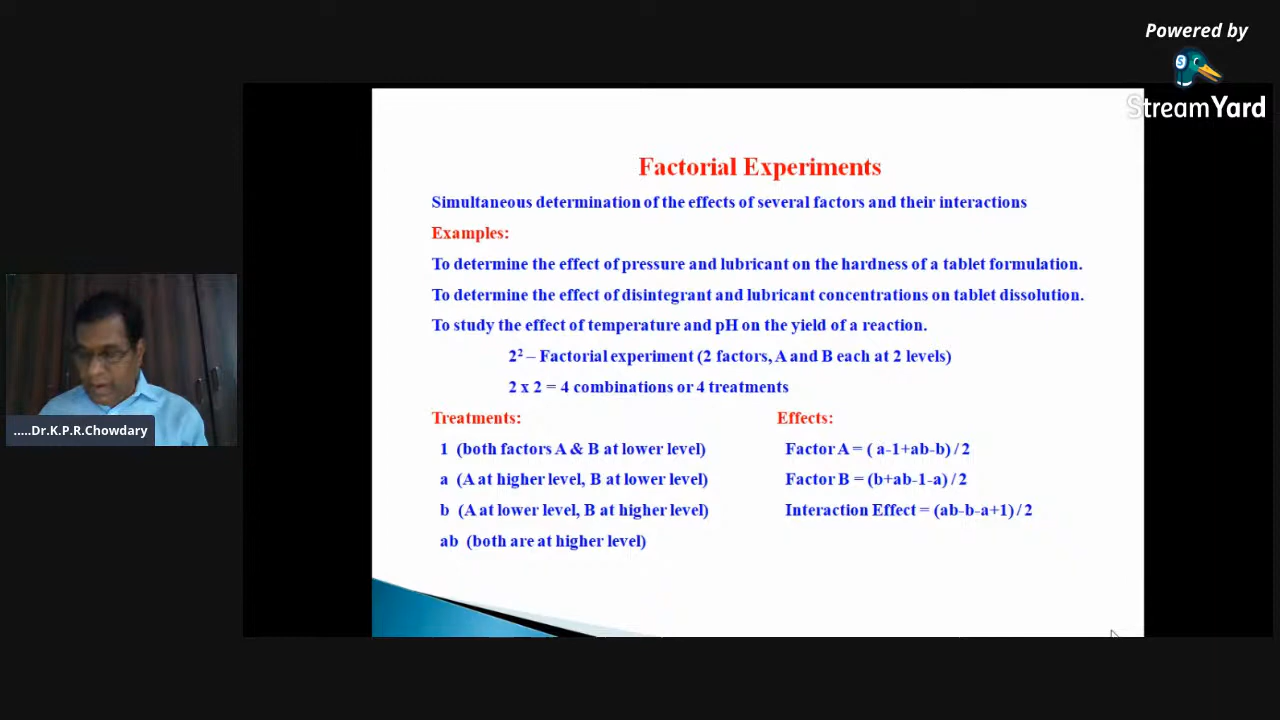 Powered by
StreamYard
Factorial Experiments
Simultaneous determination of the effects of several factors and their interactions
Examples:
To determine the effect of pressure and lubricant on the hardness of a tablet formulation.
To determine the effect of disintegrant and lubricant concentrations on tablet dissolution.
To study the effect of temperature and pH on the yield of a reaction.
2² – Factorial experiment (2 factors, A and B each at 2 levels)
2 x 2 = 4 combinations or 4 treatments
Treatments:
1 (both factors A & B at lower level)
a (A at higher level, B at lower level)
b (A at lower level, B at higher level)
ab (both are at higher level)
Effects:
Factor A = ( a-1+ab-b) / 2
Factor B = (b+ab-1-a) / 2
Interaction Effect = (ab-b-a+1) / 2
.....Dr.K.P.R.Chowdary